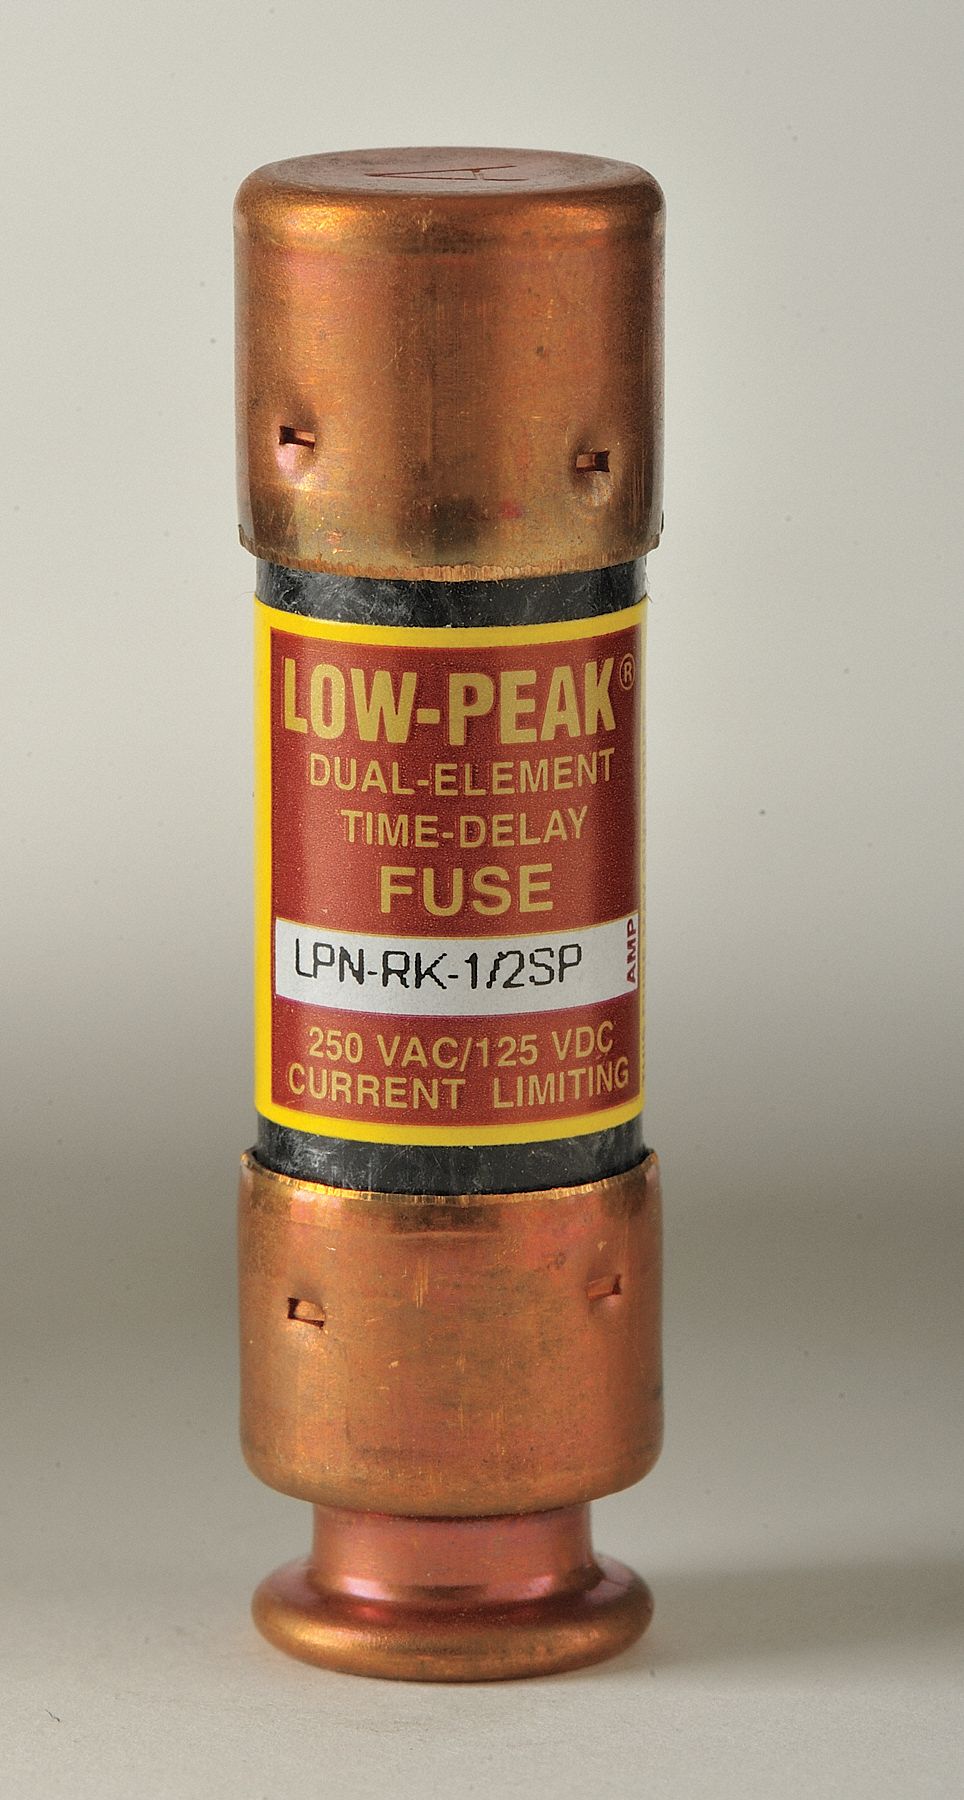 LOW-PEAK®
DUAL-ELEMENT
TIME-DELAY
FUSE
LPN-RK-1/2SP AMP
250 VAC/125 VDC
CURRENT LIMITING